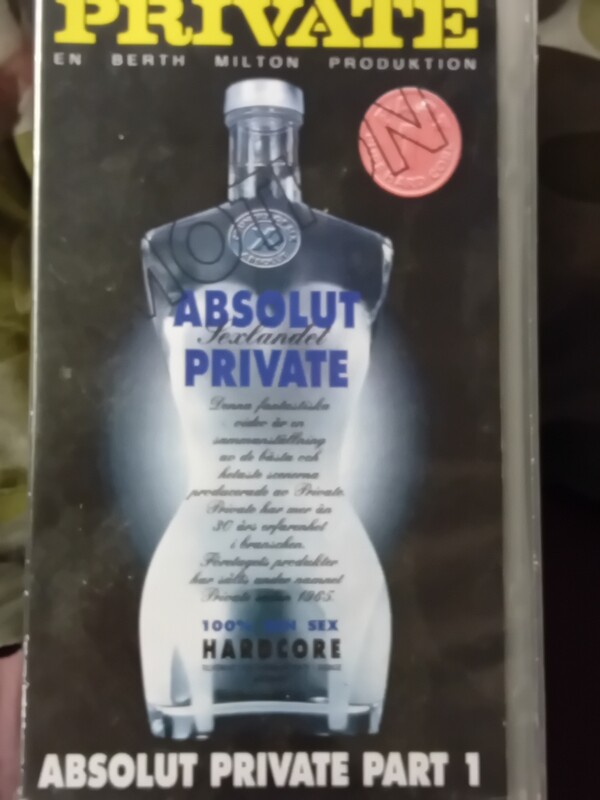 PRIVATE
EN BERTH MILTON PRODUKTION
ABSOLUT
Sexlandet
PRIVATE
Denna fantastiska
video är en
sammanställning
av de bästa och
hetaste scenerna
producerade av Private.
Private har mer än
30 års erfarenhet
i branschen.
Företagets produkter
har sålts under namnet
Private sedan 1965.
100% REN SEX
HARDCORE
ABSOLUT PRIVATE PART 1